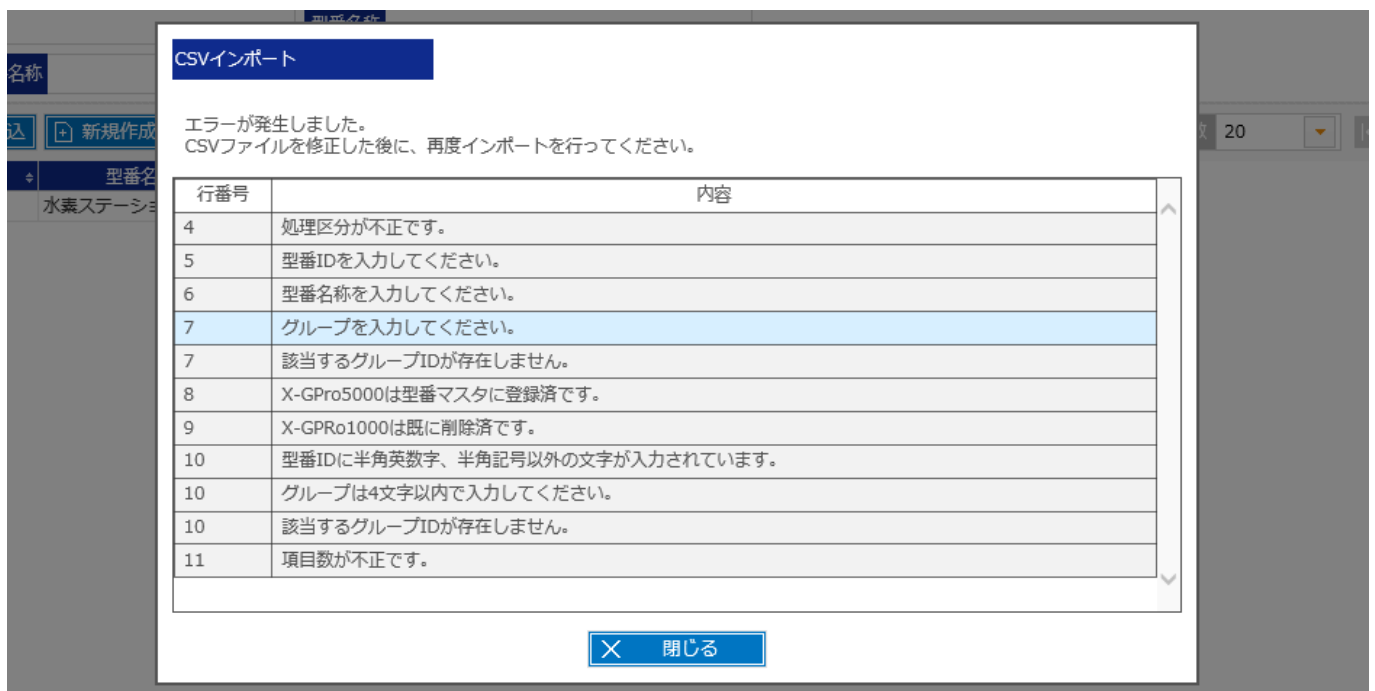 型番名称
CSVインポート
名称
エラーが発生しました。
CSVファイルを修正した後に、再度インポートを行ってください。
込 新規作成 20
型番名
水素ステーショ
行番号 内容
4 処理区分が不正です。
5 型番IDを入力してください。
6 型番名称を入力してください。
7 グループを入力してください。
7 該当するグループIDが存在しません。
8 X-GPro5000は型番マスタに登録済です。
9 X-GPRo1000は既に削除済です。
10 型番IDに半角英数字、半角記号以外の文字が入力されています。
10 グループは4文字以内で入力してください。
10 該当するグループIDが存在しません。
11 項目数が不正です。
閉じる